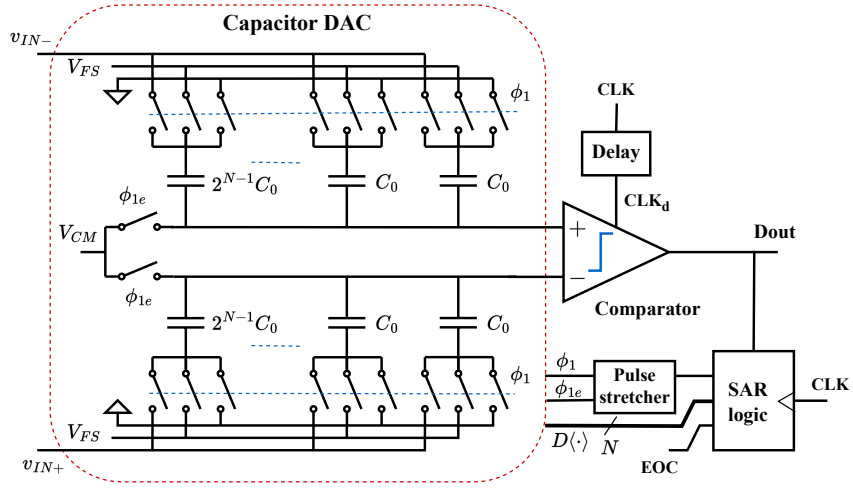 Capacitor DAC
v_{IN-}
V_{FS}
ϕ_1
CLK
Delay
2^{N-1}C_0
C_0
C_0
CLK_d
ϕ_{1e}
V_{CM}
+
Dout
ϕ_{1e}
−
Comparator
2^{N-1}C_0
C_0
C_0
ϕ_1
ϕ_1
Pulse
stretcher
ϕ_{1e}
SAR
logic
CLK
V_{FS}
D⟨·⟩
N
v_{IN+}
EOC